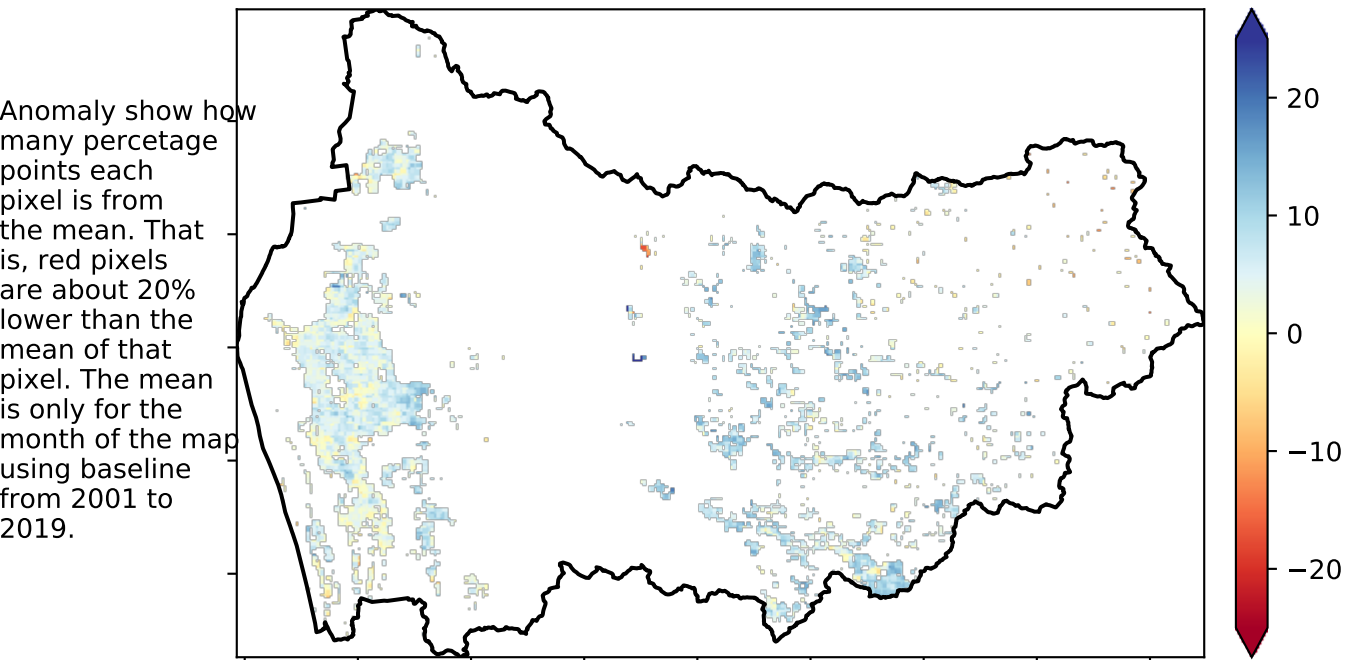 Anomaly show how
many percetage
points each
pixel is from
the mean. That
is, red pixels
are about 20%
lower than the
mean of that
pixel. The mean
is only for the
month of the map
using baseline
from 2001 to
2019.
20
10
0
−10
−20